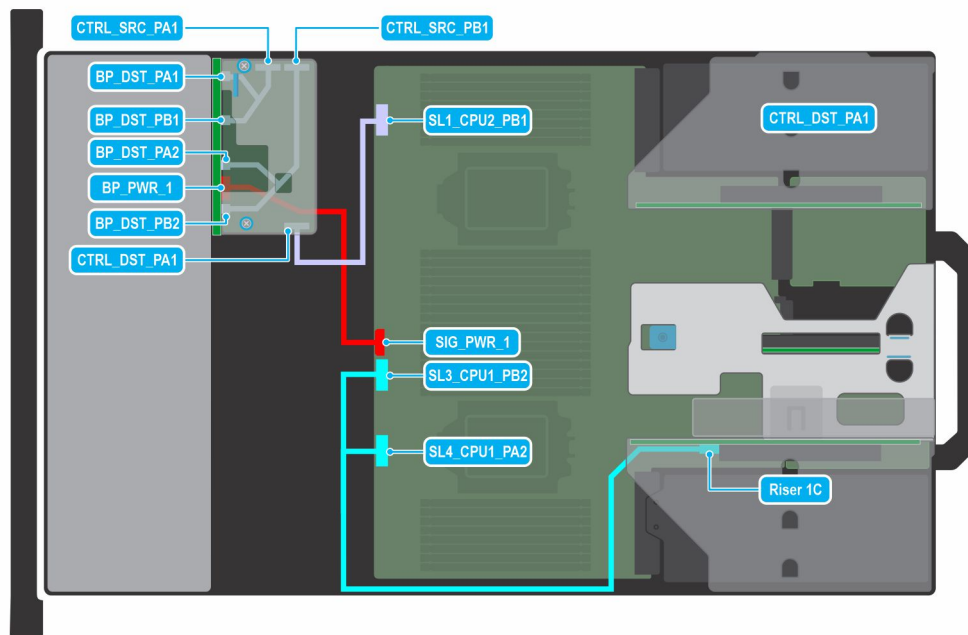 CTRL_SRC_PA1
CTRL_SRC_PB1
BP_DST_PA1
BP_DST_PB1
BP_DST_PA2
BP_PWR_1
BP_DST_PB2
CTRL_DST_PA1
SL1_CPU2_PB1
CTRL_DST_PA1
SIG_PWR_1
SL3_CPU1_PB2
SL4_CPU1_PA2
Riser 1C